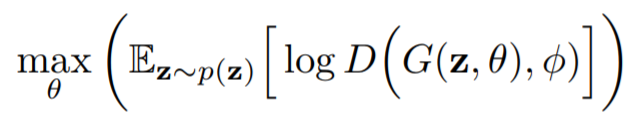 max_θ ( 𝔼_{𝐳∼p(𝐳)} [ log D ( G(𝐳, θ), ϕ ) ] )